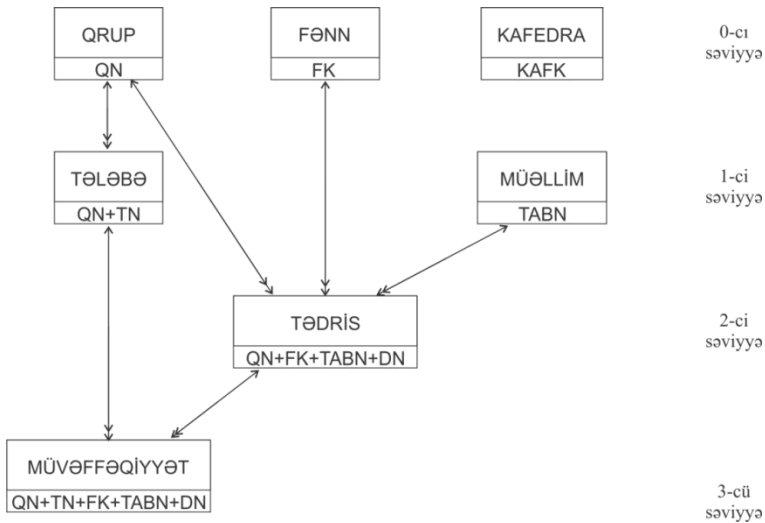 QRUP
QN
FƏNN
FK
KAFEDRA
KAFK
0-cı
səviyyə
TƏLƏBƏ
QN+TN
MÜƏLLİM
TABN
1-ci
səviyyə
TƏDRİS
QN+FK+TABN+DN
2-ci
səviyyə
MÜVƏFFƏQİYYƏT
QN+TN+FK+TABN+DN
3-cü
səviyyə